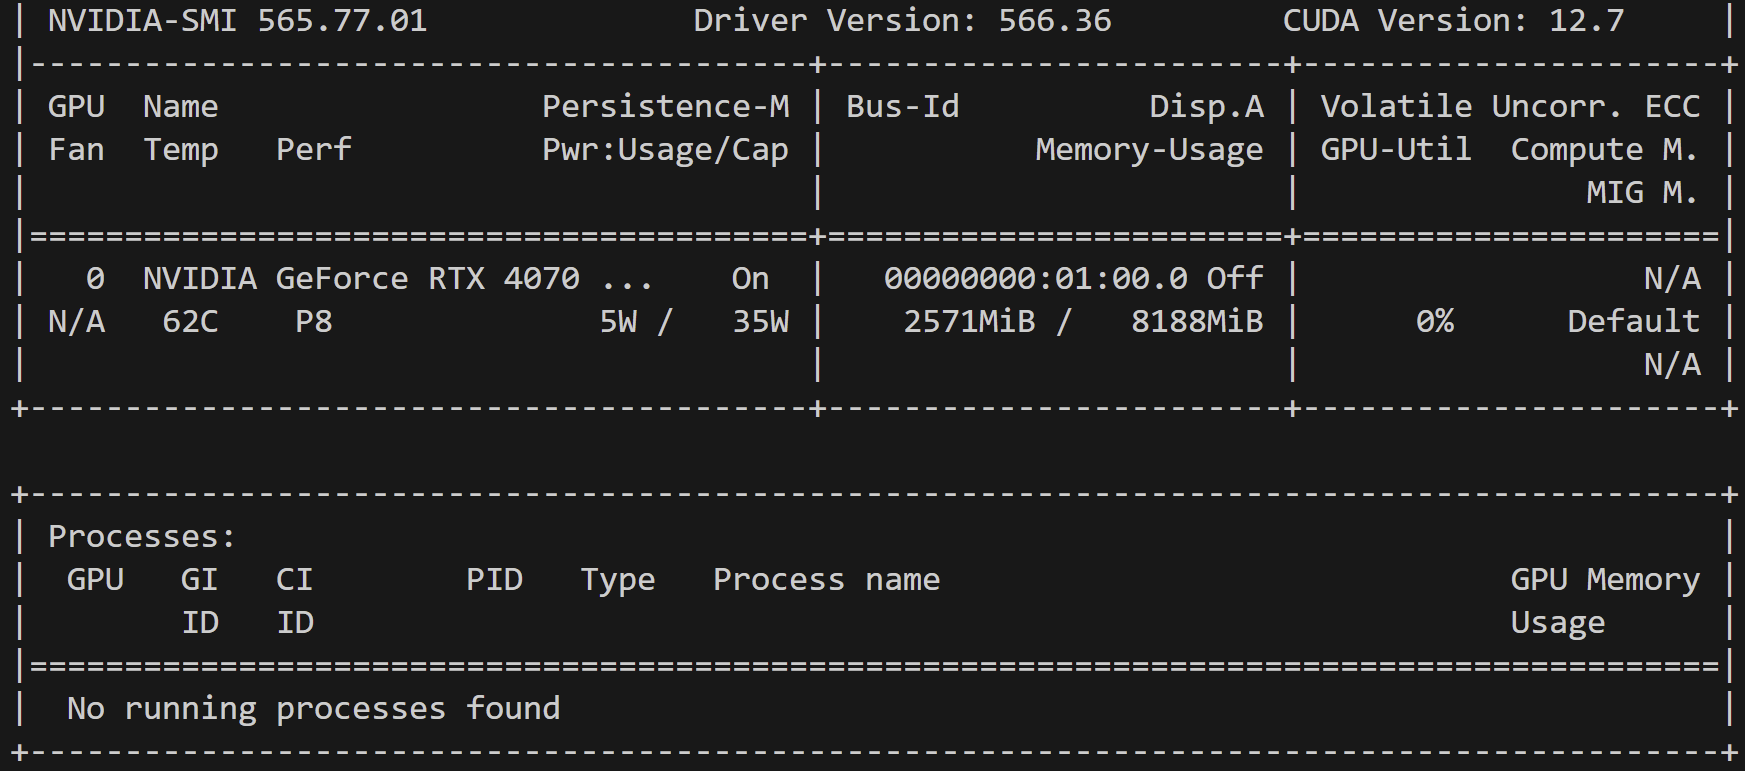 | NVIDIA-SMI 565.77.01              Driver Version: 566.36         CUDA Version: 12.7     |
|-----------------------------------------+------------------------+----------------------+
| GPU  Name                 Persistence-M | Bus-Id          Disp.A | Volatile Uncorr. ECC |
| Fan  Temp   Perf          Pwr:Usage/Cap |           Memory-Usage | GPU-Util  Compute M. |
|                                         |                        |               MIG M. |
|=========================================+========================+======================|
|   0  NVIDIA GeForce RTX 4070 ...    On  |   00000000:01:00.0 Off |                  N/A |
| N/A   62C    P8              5W /   35W |    2571MiB /   8188MiB |      0%      Default |
|                                         |                        |                  N/A |
+-----------------------------------------+------------------------+----------------------+

+-----------------------------------------------------------------------------------------+
| Processes:                                                                              |
|  GPU   GI   CI        PID   Type   Process name                              GPU Memory |
|        ID   ID                                                               Usage      |
|=========================================================================================|
|  No running processes found                                                             |
+-----------------------------------------------------------------------------------------+